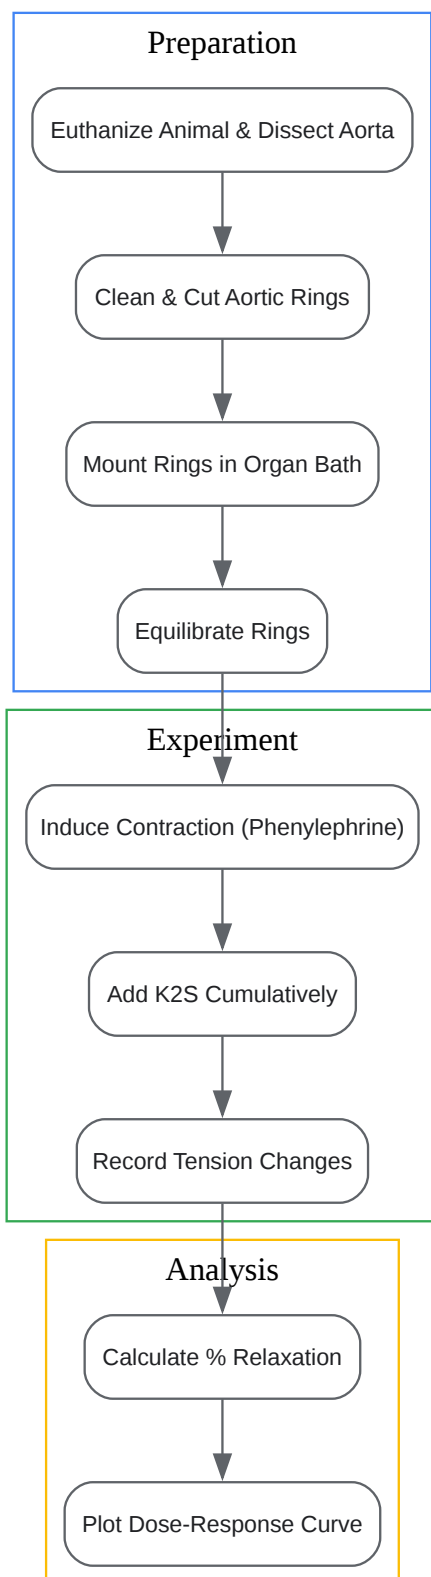 Preparation
Euthanize Animal & Dissect Aorta
Clean & Cut Aortic Rings
Mount Rings in Organ Bath
Equilibrate Rings
Experiment
Induce Contraction (Phenylephrine)
Add K2S Cumulatively
Record Tension Changes
Analysis
Calculate % Relaxation
Plot Dose-Response Curve